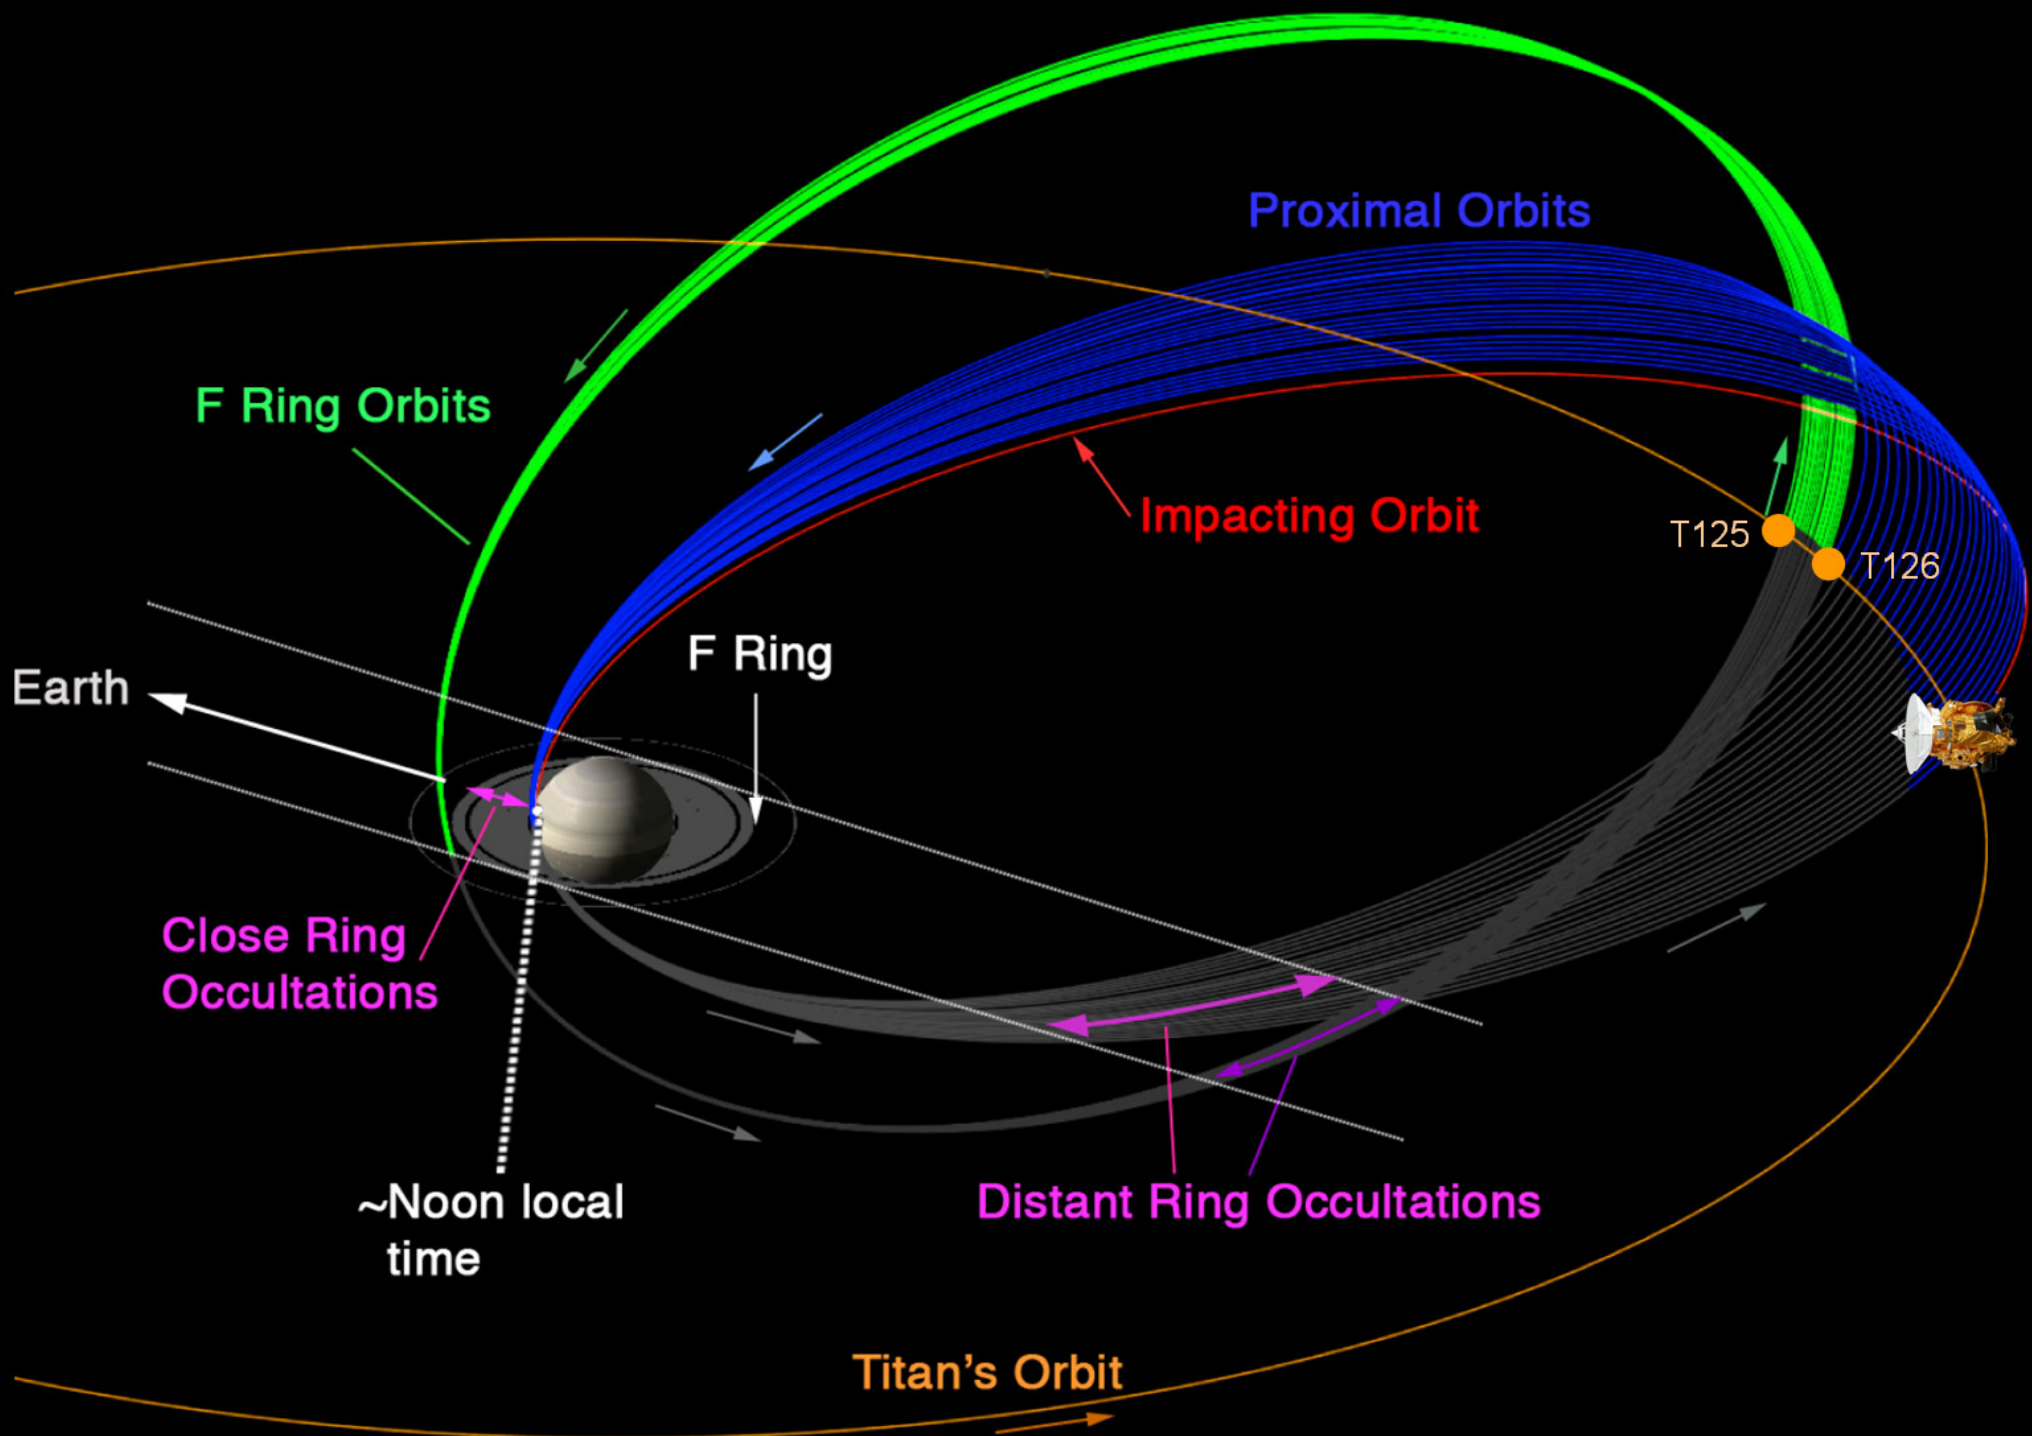 Proximal Orbits
F Ring Orbits
Impacting Orbit
T125
T126
F Ring
Earth
Close Ring
Occultations
~Noon local
time
Distant Ring Occultations
Titan's Orbit